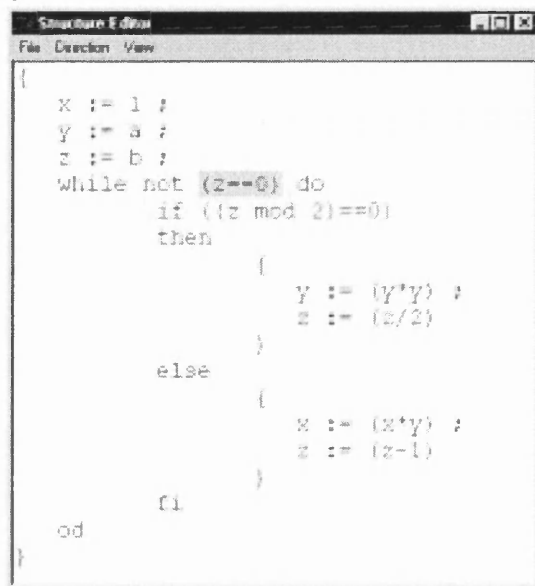 Structure Editor
File Direction View
{
x := 1 ;
y := a ;
z := b ;
while not (z==0) do
if ((z mod 2)==0)
then
{
y := (y*y) ;
z := (z/2)
}
else
{
x := (x*y) ;
z := (z-1)
}
fi
od
}